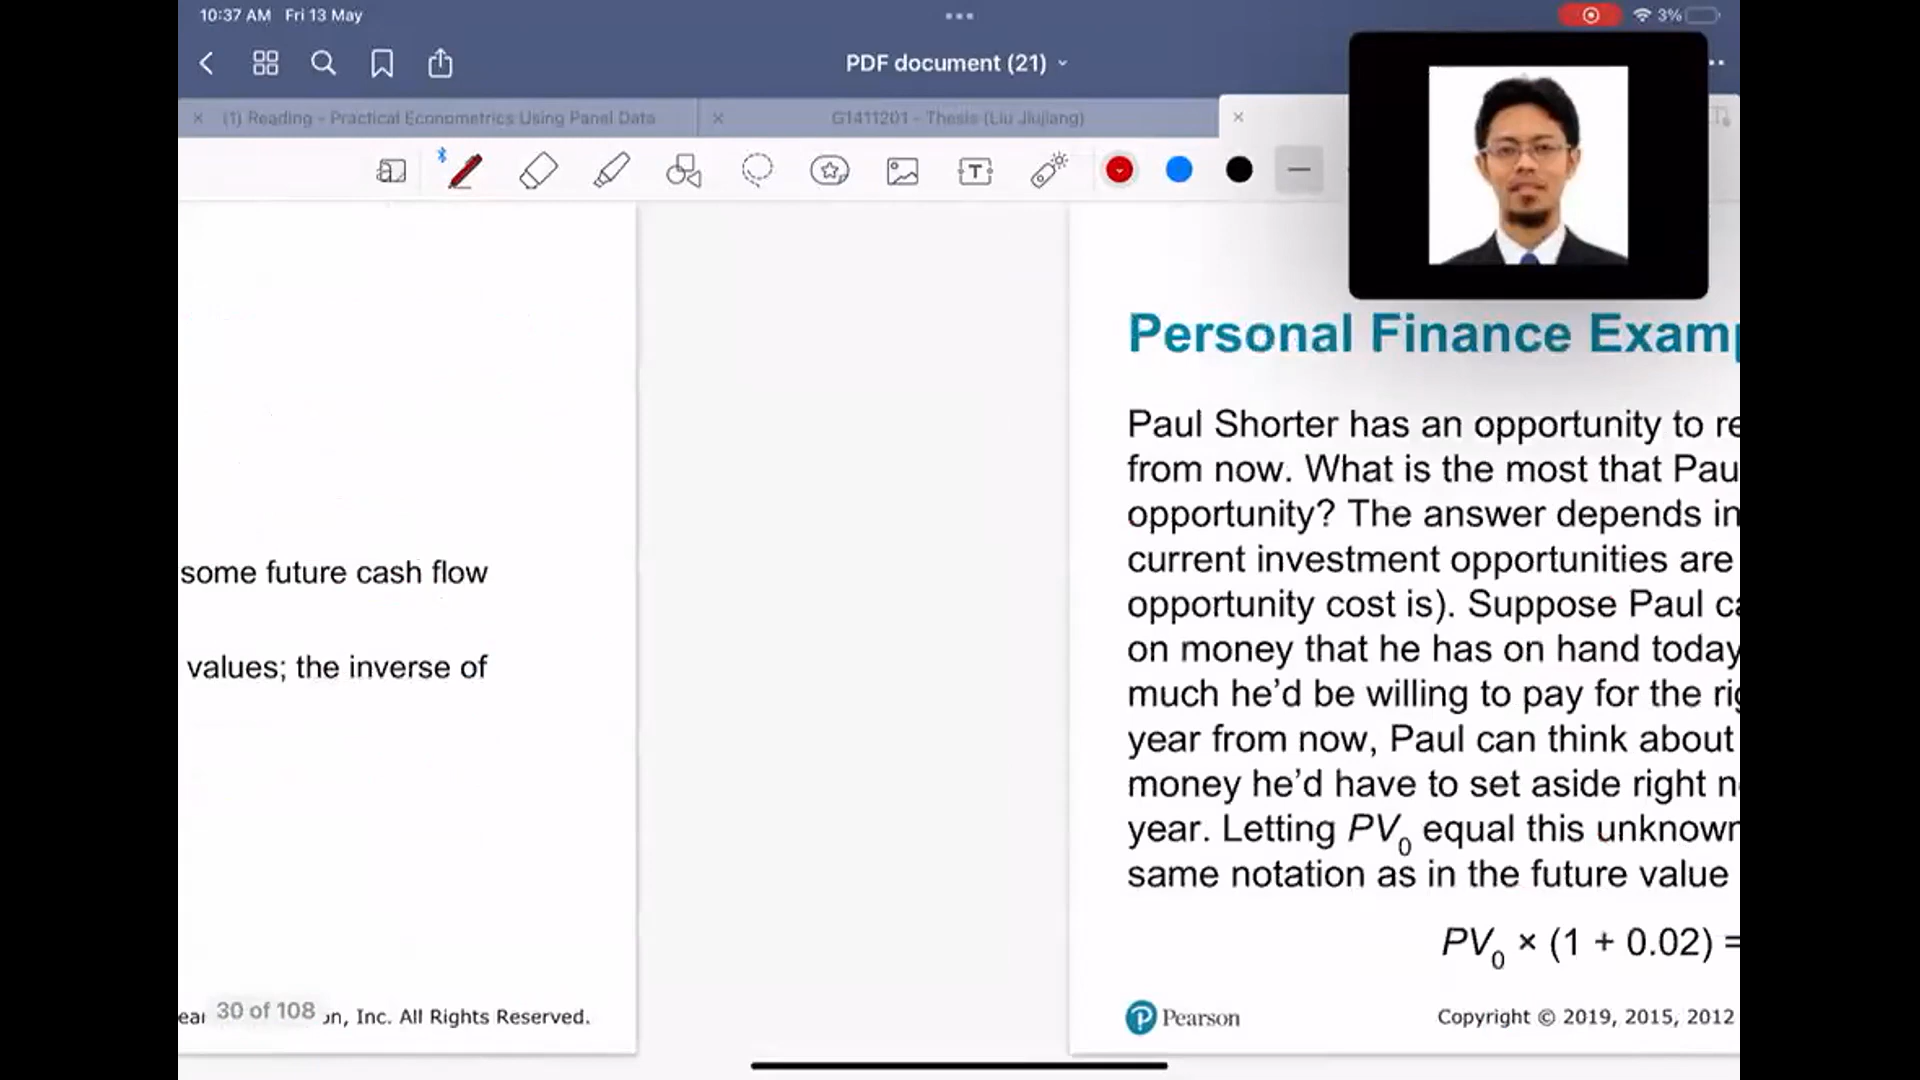 10:37 AM Fri 13 May
3%
PDF document (21)
(1) Reading - Practical Econometrics Using Panel Data
G1411201 - Thesis (Liu Jiujiang)
some future cash flow
values; the inverse of
30 of 108
n, Inc. All Rights Reserved.
Personal Finance Exam
Paul Shorter has an opportunity to re
from now. What is the most that Pau
opportunity? The answer depends in
current investment opportunities are
opportunity cost is). Suppose Paul ca
on money that he has on hand today
much he’d be willing to pay for the rig
year from now, Paul can think about
money he’d have to set aside right n
year. Letting PV0 equal this unknown
same notation as in the future value
PV0 × (1 + 0.02) =
Pearson
Copyright © 2019, 2015, 2012